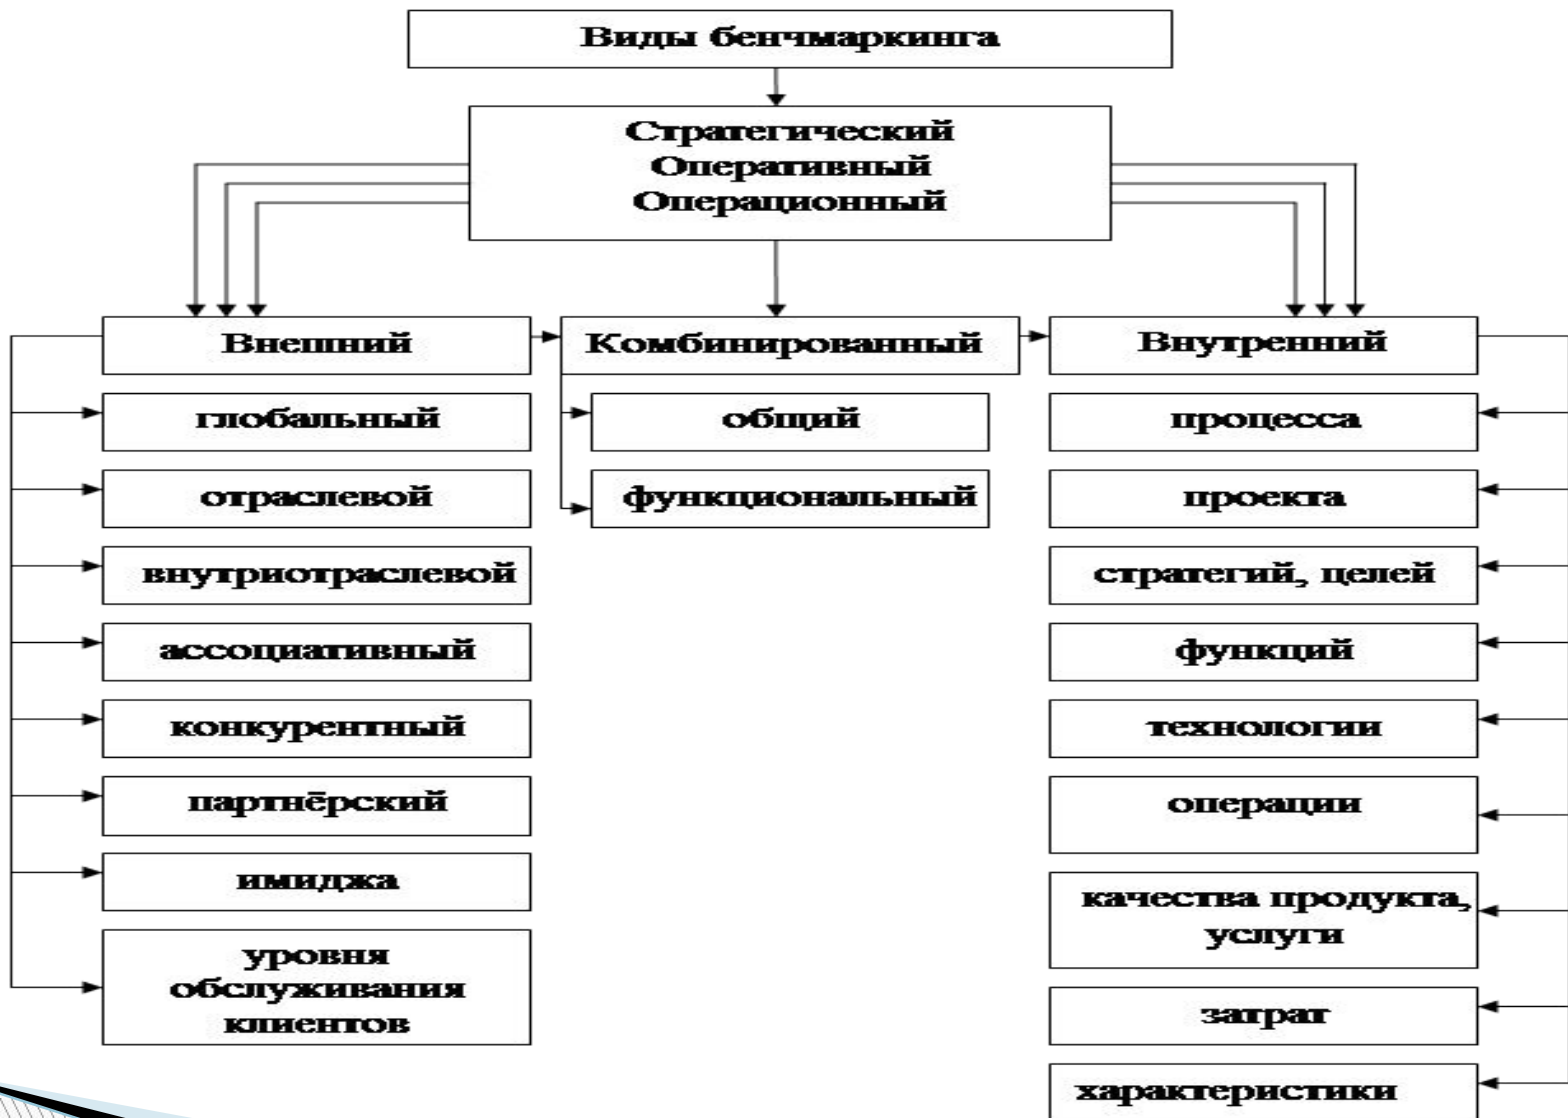 Виды бенчмаркинга
Стратегический
Оперативный
Операционный
Внешний
глобальный
отраслевой
внутриотраслевой
ассоциативный
конкурентный
партнёрский
имиджа
уровня
обслуживания
клиентов
Комбинированный
общий
функциональный
Внутренний
процесса
проекта
стратегий, целей
функций
технологии
операции
качества продукта,
услуги
затрат
характеристики